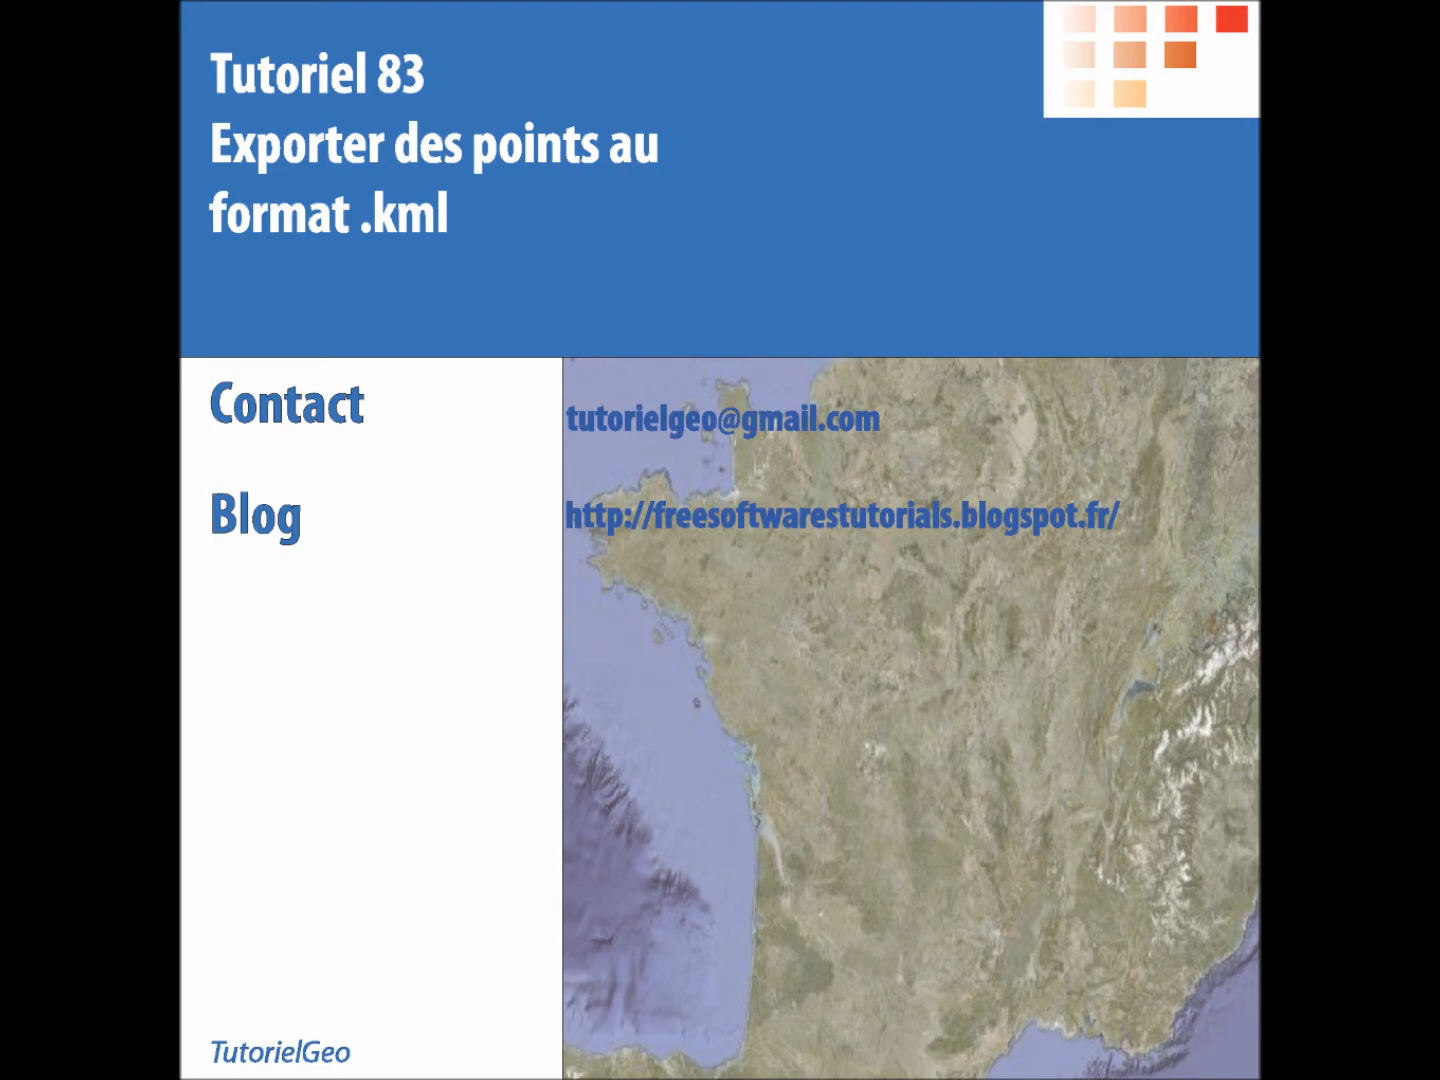 Tutoriel 83
Exporter des points au
format .kml
Contact
tutorielgeo@gmail.com
Blog
http://freesoftwarestutorials.blogspot.fr/
TutorielGeo